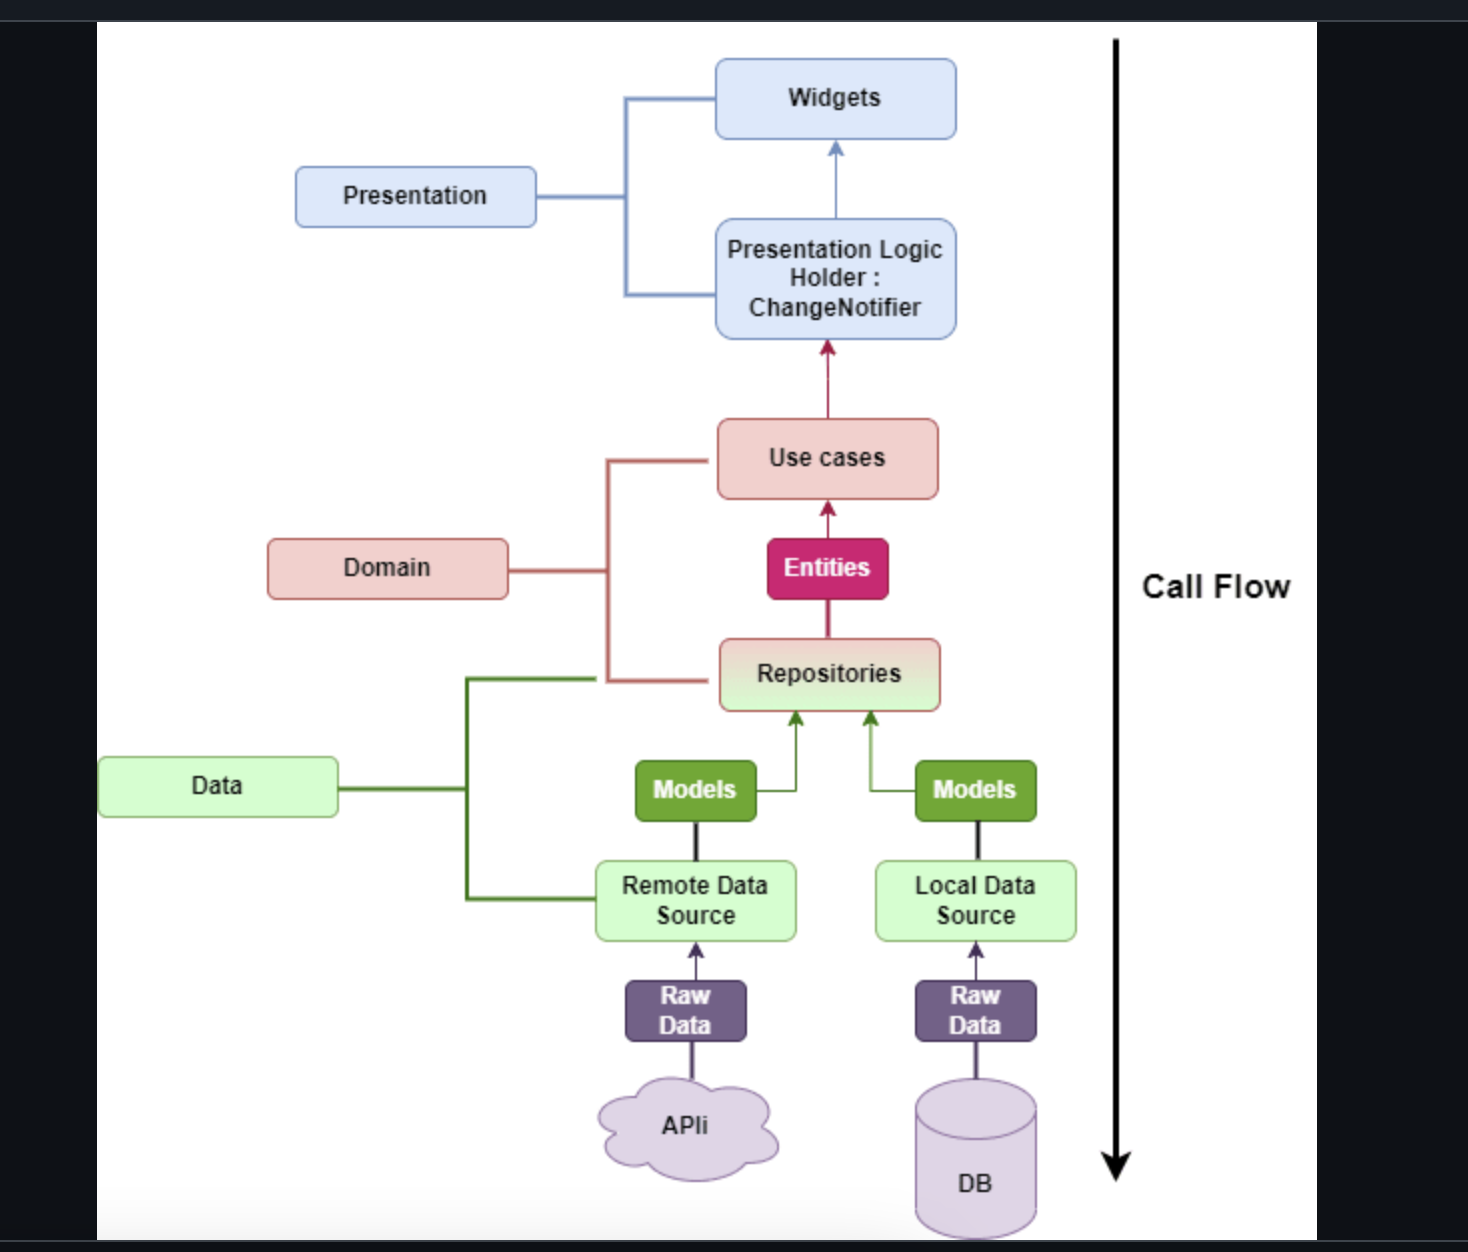 Widgets
Presentation
Presentation Logic
Holder :
ChangeNotifier
Use cases
Domain
Entities
Call Flow
Repositories
Data
Models
Models
Remote Data
Source
Local Data
Source
Raw
Data
Raw
Data
APIi
DB